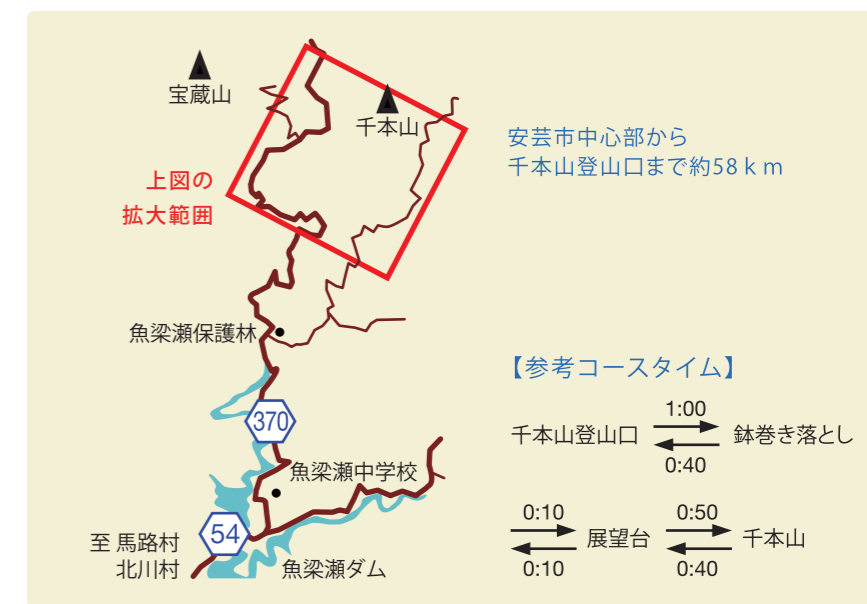 宝蔵山
千本山
上図の
拡大範囲
安芸市中心部から
千本山登山口まで約58ｋｍ
魚梁瀬保護林
370
魚梁瀬中学校
54
至 馬路村
北川村
魚梁瀬ダム
【参考コースタイム】
1:00
千本山登山口 鉢巻き落とし
0:40
0:10 0:50
展望台 千本山
0:10 0:40